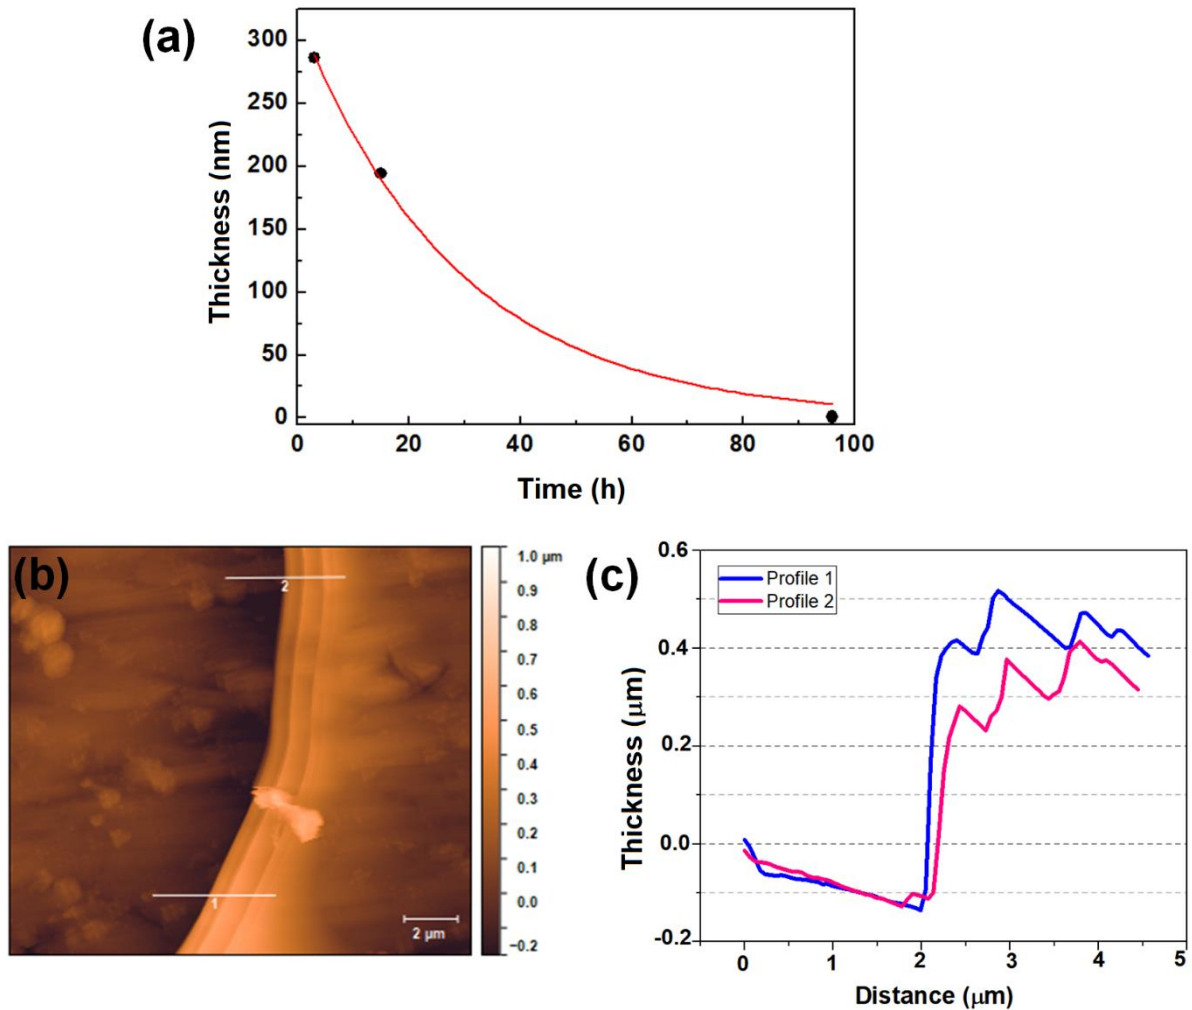 (a)
300
250
200
150
100
50
0
Thickness (nm)
0 20 40 60 80 100
Time (h)
(b)
2
1
2 μm
1.0 μm
0.9
0.8
0.7
0.6
0.5
0.4
0.3
0.2
0.1
0.0
−0.2
(c)
Profile 1
Profile 2
0.6
0.4
0.2
0.0
-0.2
Thickness (μm)
0 1 2 3 4 5
Distance (μm)